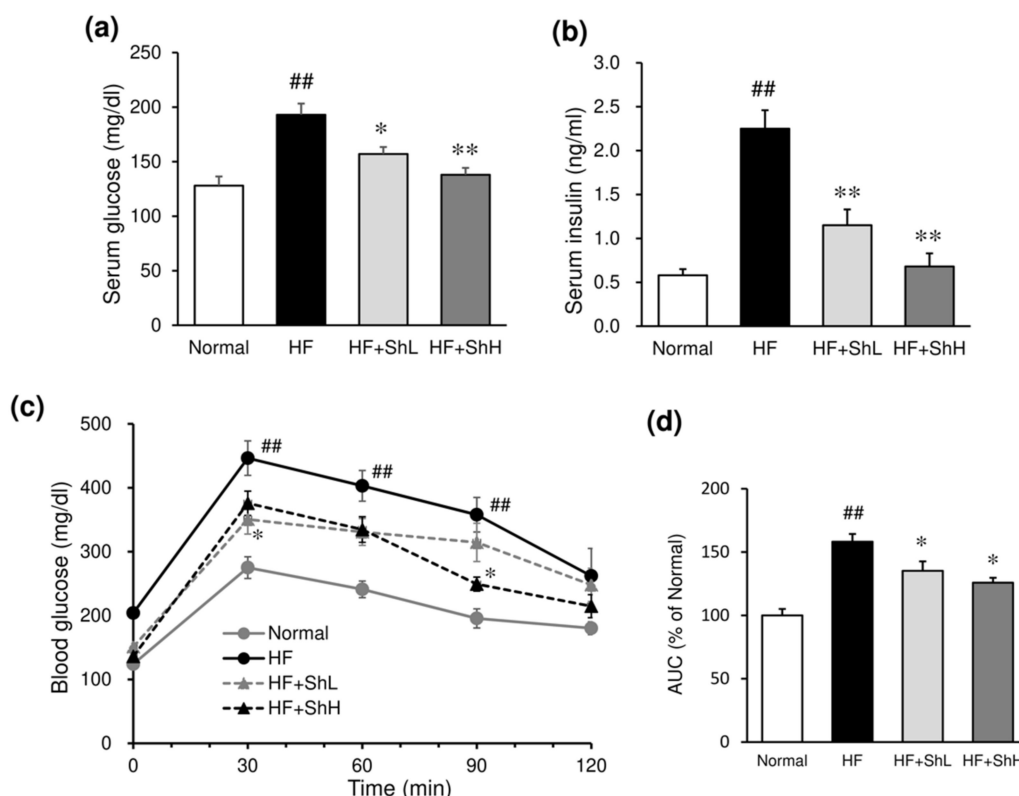 (a)
Serum glucose (mg/dl)
250
200
150
100
50
0
##
*
**
Normal HF HF+ShL HF+ShH
(b)
Serum insulin (ng/ml)
3.0
2.5
2.0
1.5
1.0
0.5
0.0
##
**
**
Normal HF HF+ShL HF+ShH
(c)
Blood glucose (mg/dl)
500
400
300
200
100
0
##
##
##
*
*
Normal
HF
HF+ShL
HF+ShH
0 30 60 90 120
Time (min)
(d)
AUC (% of Normal)
200
150
100
50
0
##
*
*
Normal HF HF+ShL HF+ShH